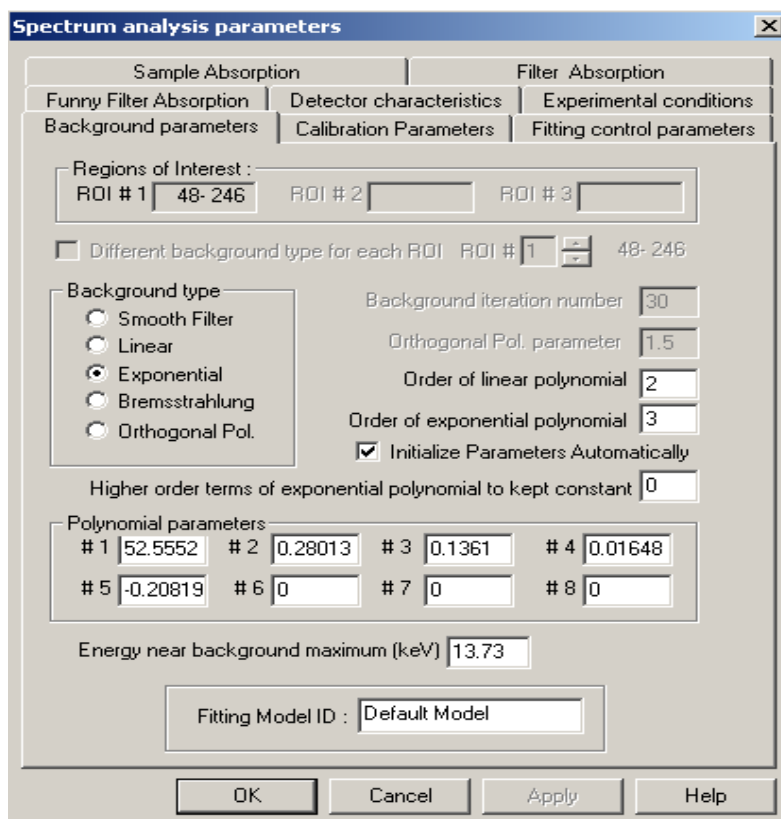 Spectrum analysis parameters
Sample Absorption Filter Absorption
Funny Filter Absorption Detector characteristics Experimental conditions
Background parameters Calibration Parameters Fitting control parameters
Regions of Interest :
ROI # 1 48- 246 ROI # 2 ROI # 3
Different background type for each ROI ROI # 1 48- 246
Background type
Smooth Filter
Linear
Exponential
Bremsstrahlung
Orthogonal Pol.
Background iteration number 30
Orthogonal Pol. parameter 1.5
Order of linear polynomial 2
Order of exponential polynomial 3
Initialize Parameters Automatically
Higher order terms of exponential polynomial to kept constant 0
Polynomial parameters
# 1 52.5552 # 2 0.28013 # 3 0.1361 # 4 0.01648
# 5 -0.20819 # 6 0 # 7 0 # 8 0
Energy near background maximum (keV) 13.73
Fitting Model ID : Default Model
OK Cancel Apply Help